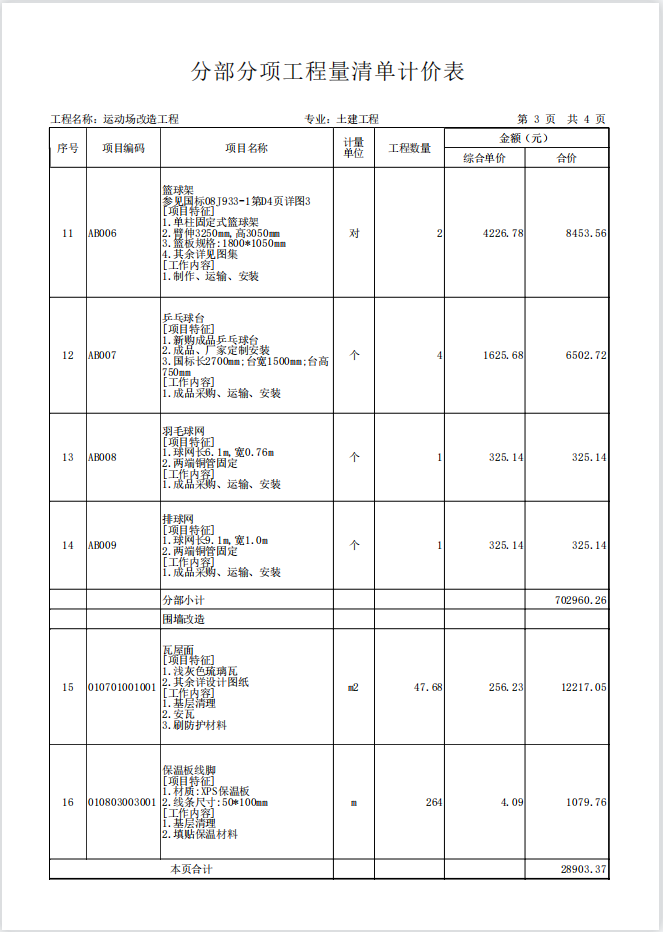 分部分项工程量清单计价表
工程名称：运动场改造工程 专业：土建工程 第 3 页 共 4 页
序号 项目编码 项目名称 计量单位 工程数量 金额（元）
综合单价 合价
篮球架
参见国标08J933-1第D4页详图3
[项目特征]
1.单柱固定式篮球架
11 AB006 2.臂伸3250mm,高3050mm 对 2 4226.78 8453.56
3.篮板规格:1800*1050mm
4.其余详见图集
[工作内容]
1.制作、运输、安装
乒乓球台
[项目特征]
1.新购成品乒乓球台
2.成品、厂家定制安装
12 AB007 3.国标长2700mm;台宽1500mm;台高 个 4 1625.68 6502.72
750mm
[工作内容]
1.成品采购、运输、安装
羽毛球网
[项目特征]
13 AB008 1.球网长6.1m,宽0.76m 个 1 325.14 325.14
2.两端铜管固定
[工作内容]
1.成品采购、运输、安装
排球网
[项目特征]
14 AB009 1.球网长9.1m,宽1.0m 个 1 325.14 325.14
2.两端铜管固定
[工作内容]
1.成品采购、运输、安装
分部小计 702960.26
围墙改造
瓦屋面
[项目特征]
1.浅灰色琉璃瓦
2.其余详设计图纸
15 010701001001 [工作内容] m2 47.68 256.23 12217.05
1.基层清理
2.安瓦
3.刷防护材料
保温板线脚
[项目特征]
1.材质:XPS保温板
16 010803003001 2.线条尺寸:50*100mm m 264 4.09 1079.76
[工作内容]
1.基层清理
2.填贴保温材料
本页合计 28903.37